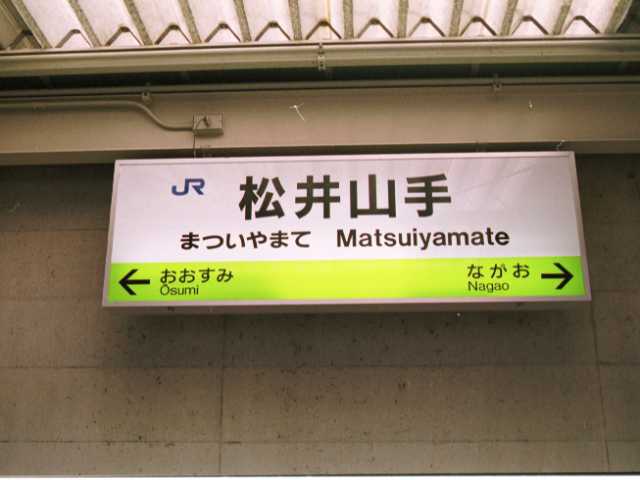 JR 松井山手
まついやまて Matsuiyamate
← おおすみ ながお →
Osumi Nagao